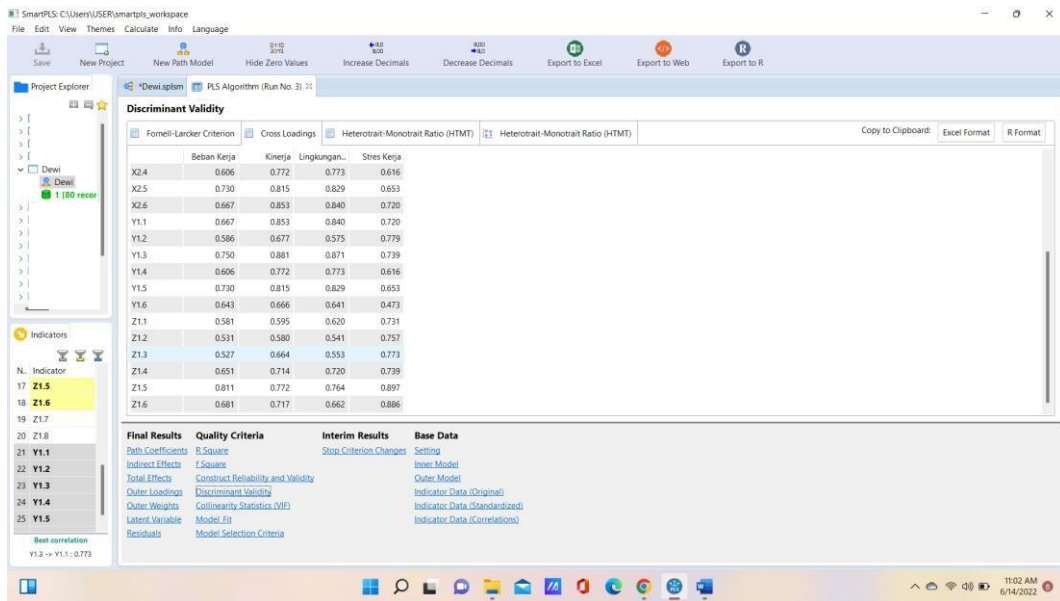 SmartPLS: C:\Users\USER\smartpls_workspace
File Edit View Themes Calculate Info Language
Save New Project New Path Model Hide Zero Values Increase Decimals Decrease Decimals Export to Excel Export to Web Export to R
Project Explorer
Dewi
Dewi
1 [80 recor
Indicators
N.. Indicator
17 Z1.5
18 Z1.6
19 Z1.7
20 Z1.8
21 Y1.1
22 Y1.2
23 Y1.3
24 Y1.4
25 Y1.5
Best correlation
Y1.3 -> Y1.1 : 0.773
*Dewi.splsm PLS Algorithm (Run No. 3)
Discriminant Validity
Fornell-Larcker Criterion Cross Loadings Heterotrait-Monotrait Ratio (HTMT) Heterotrait-Monotrait Ratio (HTMT) Copy to Clipboard: Excel Format R Format
Beban Kerja Kinerja Lingkungan... Stres Kerja
X2.4 0.606 0.772 0.773 0.616
X2.5 0.730 0.815 0.829 0.653
X2.6 0.667 0.853 0.840 0.720
Y1.1 0.667 0.853 0.840 0.720
Y1.2 0.586 0.677 0.575 0.779
Y1.3 0.750 0.881 0.871 0.739
Y1.4 0.606 0.772 0.773 0.616
Y1.5 0.730 0.815 0.829 0.653
Y1.6 0.643 0.666 0.641 0.473
Z1.1 0.581 0.595 0.620 0.731
Z1.2 0.531 0.580 0.541 0.757
Z1.3 0.527 0.664 0.553 0.773
Z1.4 0.651 0.714 0.720 0.739
Z1.5 0.811 0.772 0.764 0.897
Z1.6 0.681 0.717 0.662 0.886
Final Results Quality Criteria Interim Results Base Data
Path Coefficients R Square Stop Criterion Changes Setting
Indirect Effects f Square Inner Model
Total Effects Construct Reliability and Validity Outer Model
Outer Loadings Discriminant Validity Indicator Data (Original)
Outer Weights Collinearity Statistics (VIF) Indicator Data (Standardized)
Latent Variable Model Fit Indicator Data (Correlations)
Residuals Model Selection Criteria
11:02 AM
6/14/2022